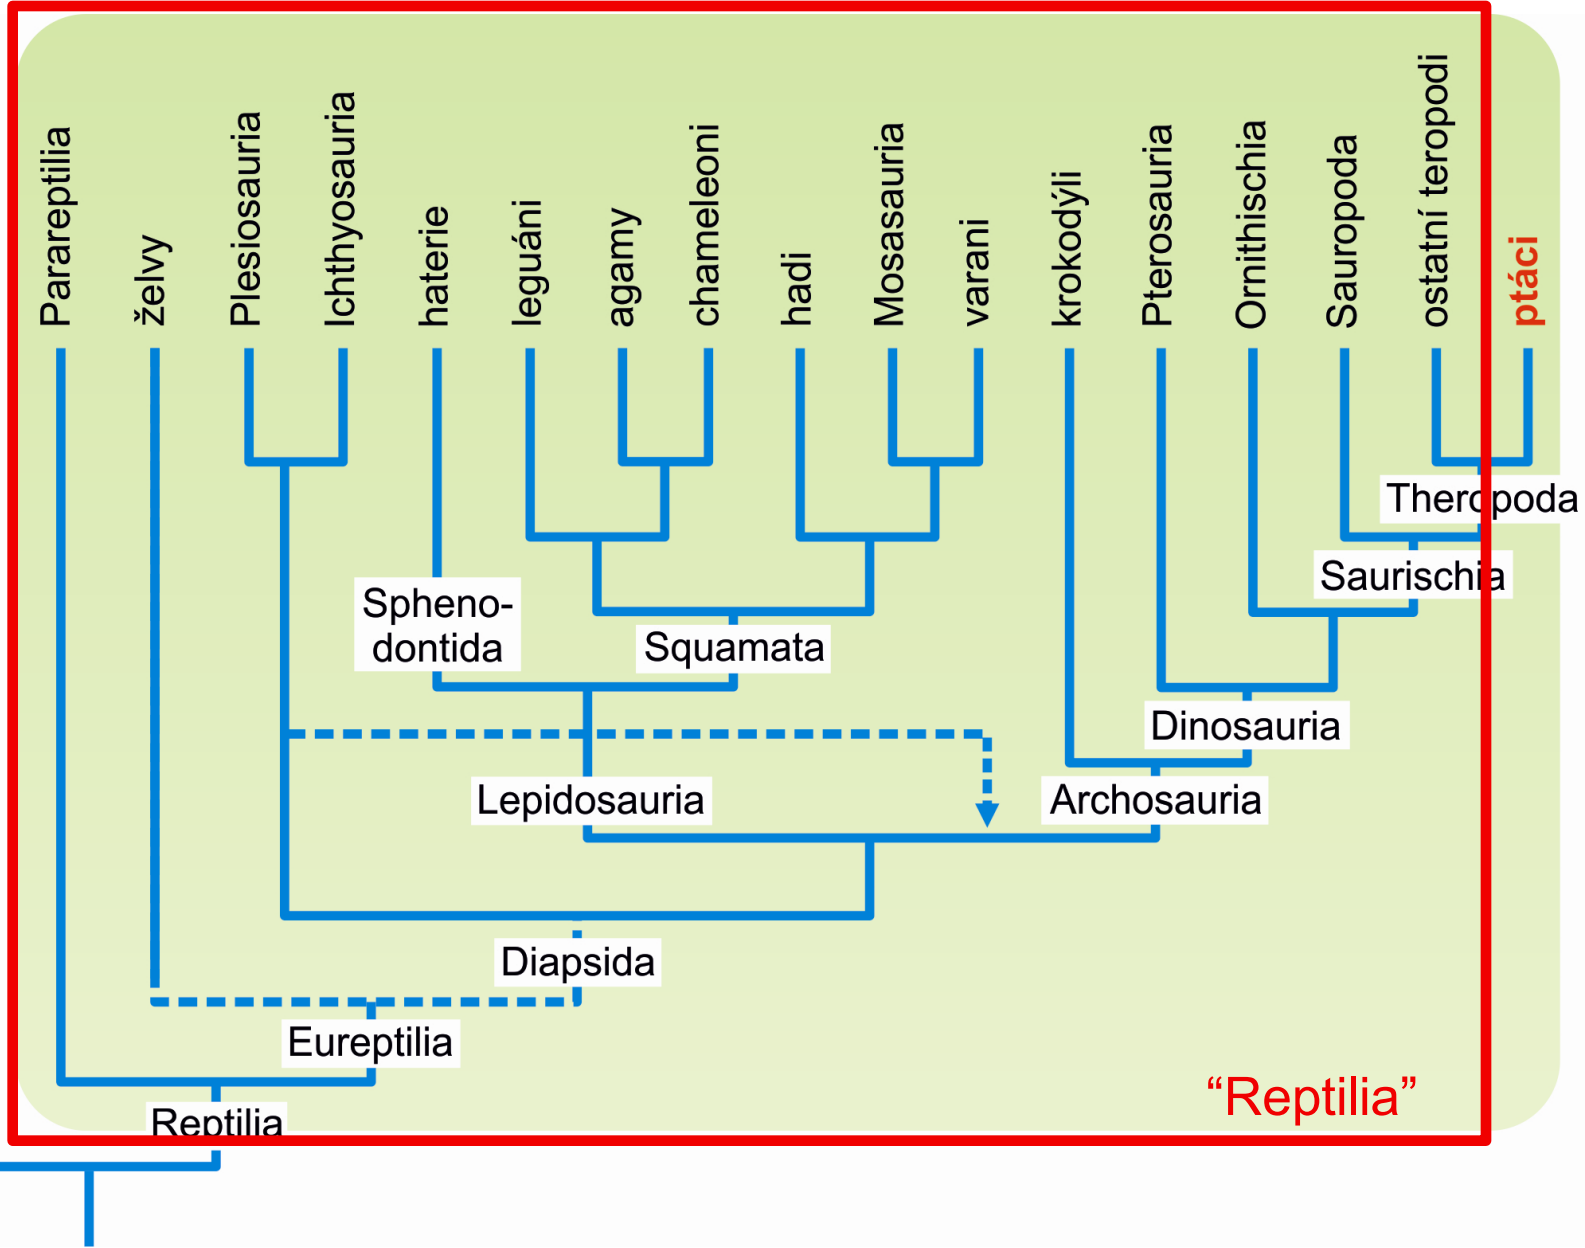 Parareptilia
želvy
Plesiosauria
Ichthyosauria
haterie
leguáni
agamy
chameleoni
hadi
Mosasauria
varani
krokodýli
Pterosauria
Ornithischia
Sauropoda
ostatní teropodi
ptáci
Theropoda
Saurischia
Spheno-
dontida
Squamata
Dinosauria
Lepidosauria
Archosauria
Diapsida
Eureptilia
“Reptilia”
Reptilia